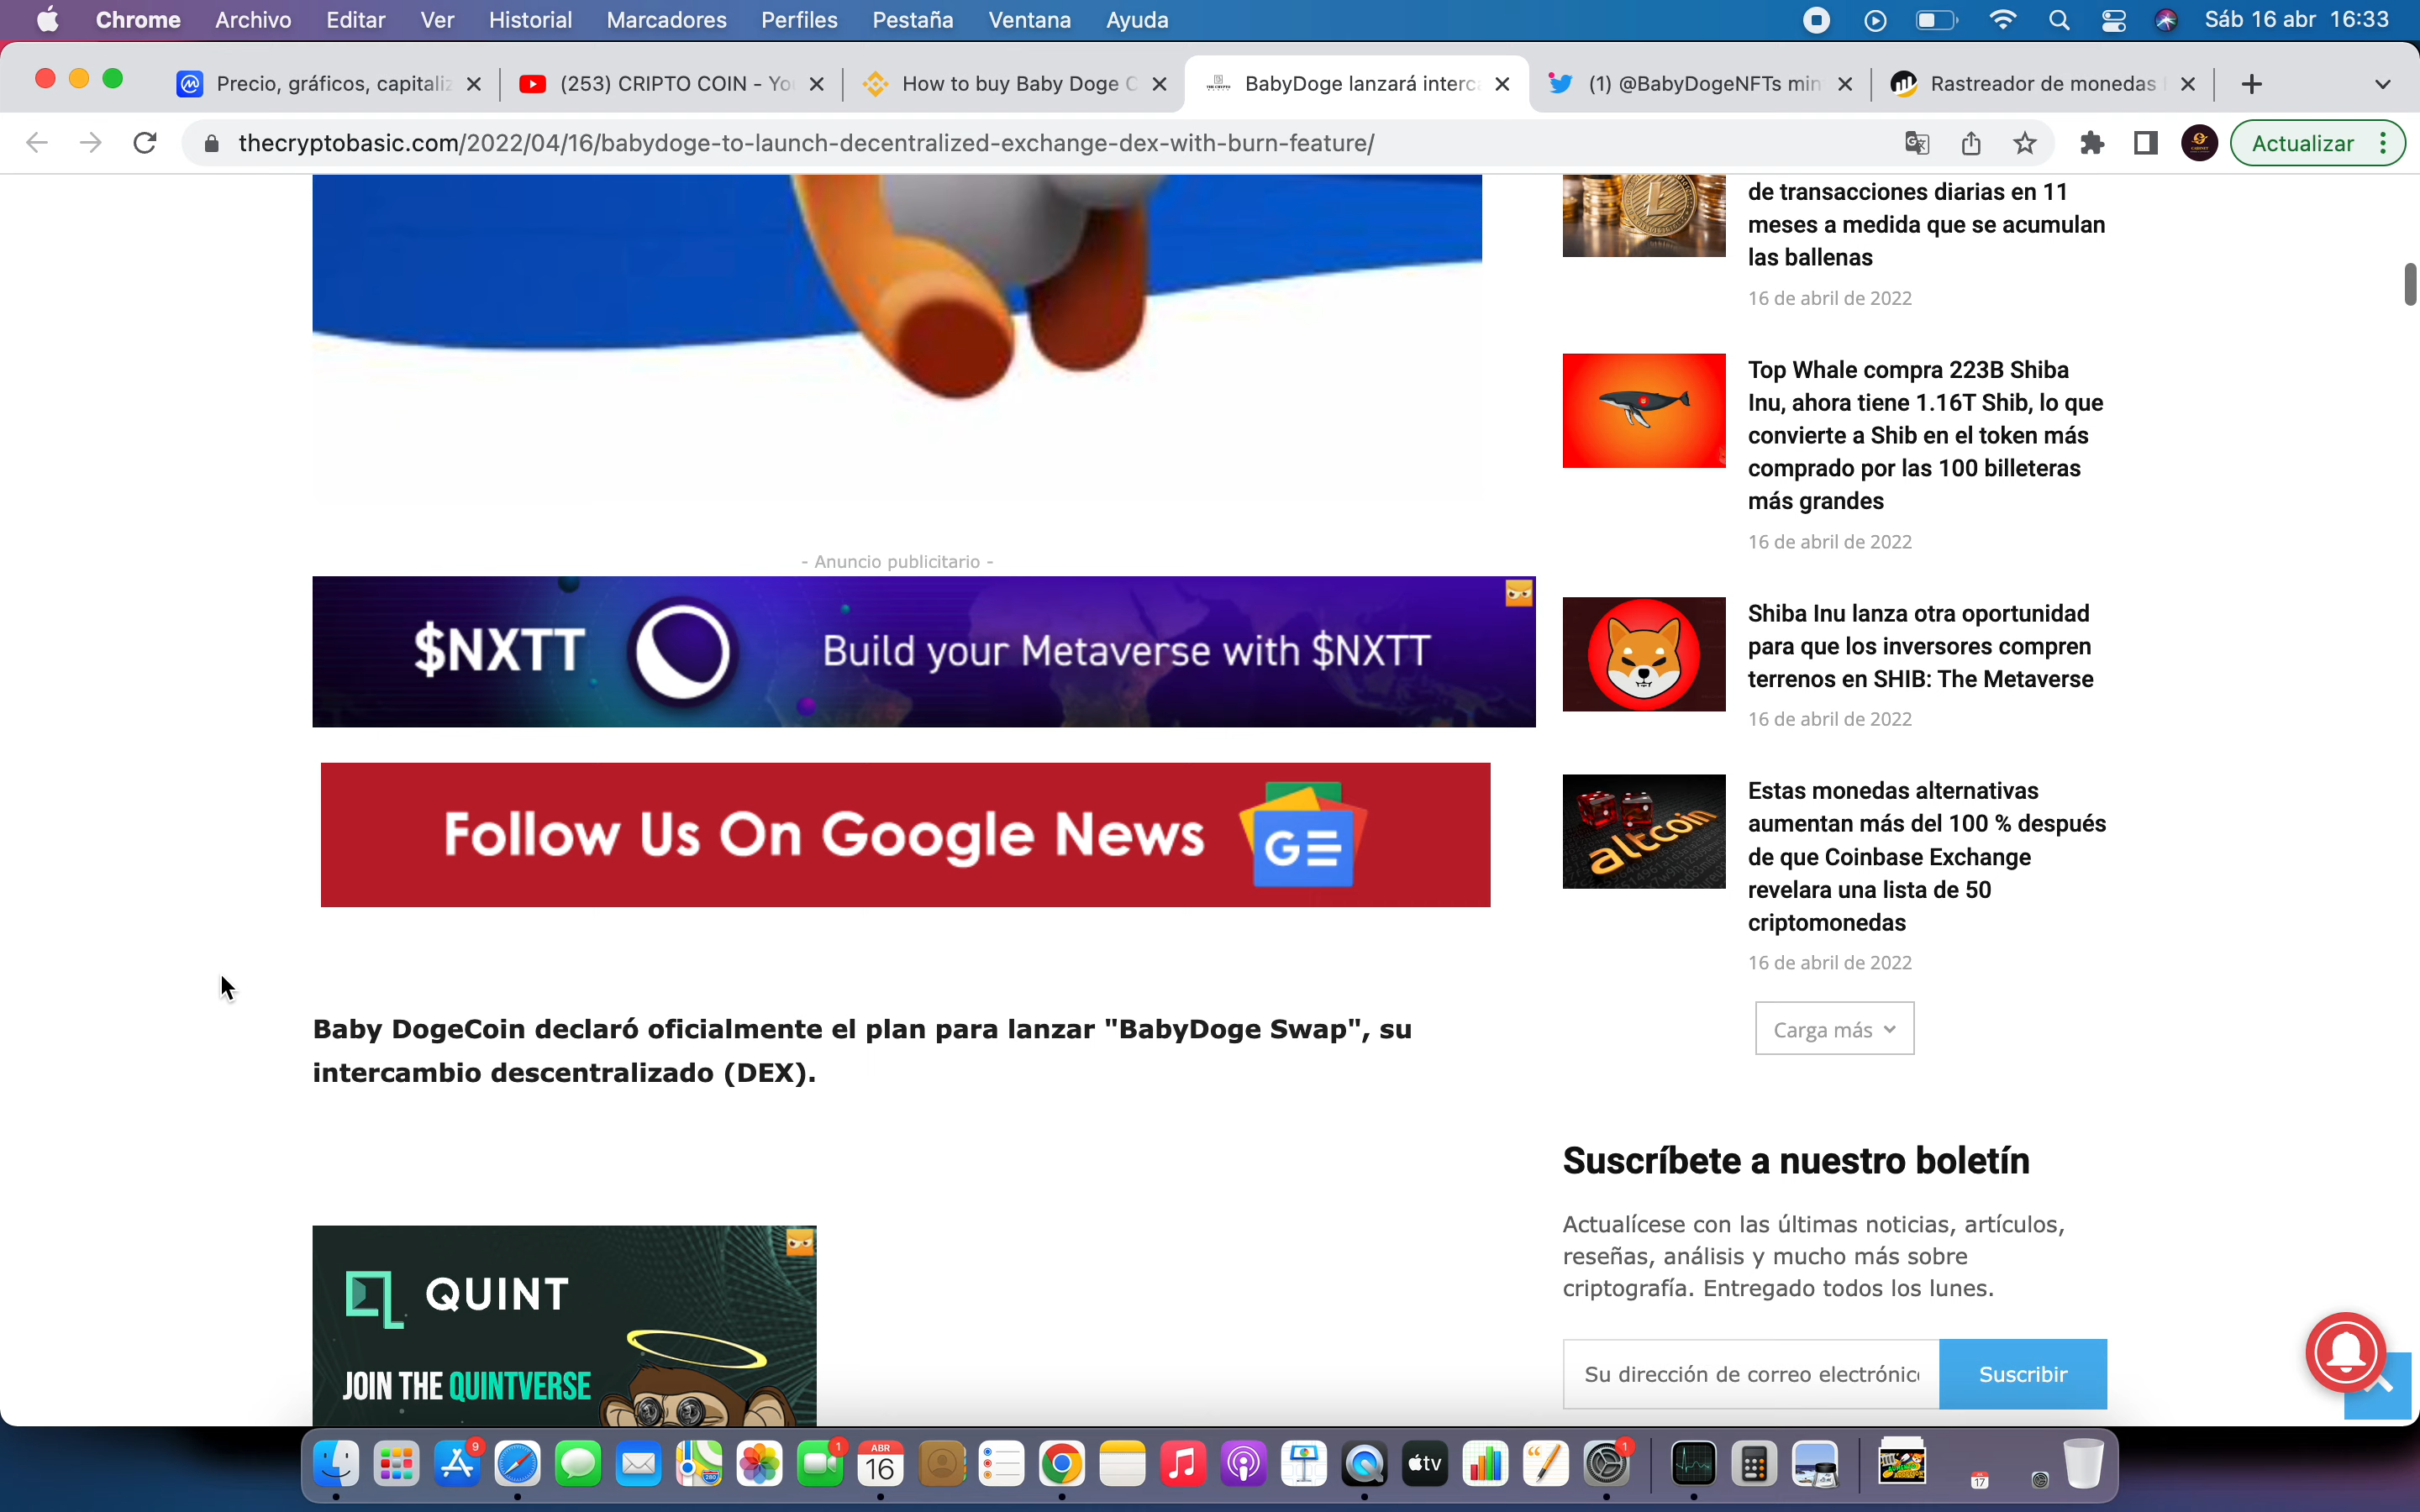 Chrome Archivo Editar Ver Historial Marcadores Perfiles Pestaña Ventana Ayuda Sáb 16 abr 16:33
Precio, gráficos, capitaliz (253) CRIPTO COIN - You How to buy Baby Doge C BabyDoge lanzará interca (1) @BabyDogeNFTs min Rastreador de monedas
thecryptobasic.com/2022/04/16/babydoge-to-launch-decentralized-exchange-dex-with-burn-feature/ Actualizar
de transacciones diarias en 11
meses a medida que se acumulan
las ballenas
16 de abril de 2022
Top Whale compra 223B Shiba
Inu, ahora tiene 1.16T Shib, lo que
convierte a Shib en el token más
comprado por las 100 billeteras
más grandes
16 de abril de 2022
- Anuncio publicitario -
$NXTT Build your Metaverse with $NXTT
Shiba Inu lanza otra oportunidad
para que los inversores compren
terrenos en SHIB: The Metaverse
16 de abril de 2022
Follow Us On Google News
GE
altcoin
Estas monedas alternativas
aumentan más del 100 % después
de que Coinbase Exchange
revelara una lista de 50
criptomonedas
16 de abril de 2022
Carga más
Baby DogeCoin declaró oficialmente el plan para lanzar "BabyDoge Swap", su
intercambio descentralizado (DEX).
Suscríbete a nuestro boletín
Actualícese con las últimas noticias, artículos,
reseñas, análisis y mucho más sobre
criptografía. Entregado todos los lunes.
Su dirección de correo electrónic Suscribir
QUINT
JOIN THE QUINTVERSE
9
1
ABR
16
280
tv
1
17